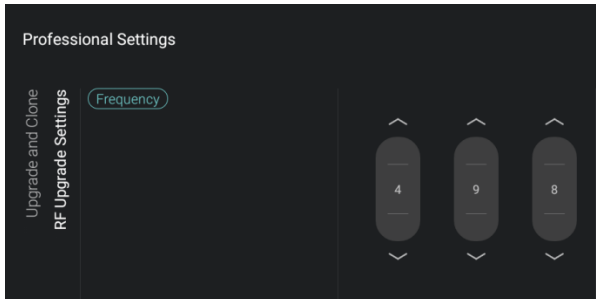 Professional Settings
Upgrade and Clone
RF Upgrade Settings
Frequency
4 9 8